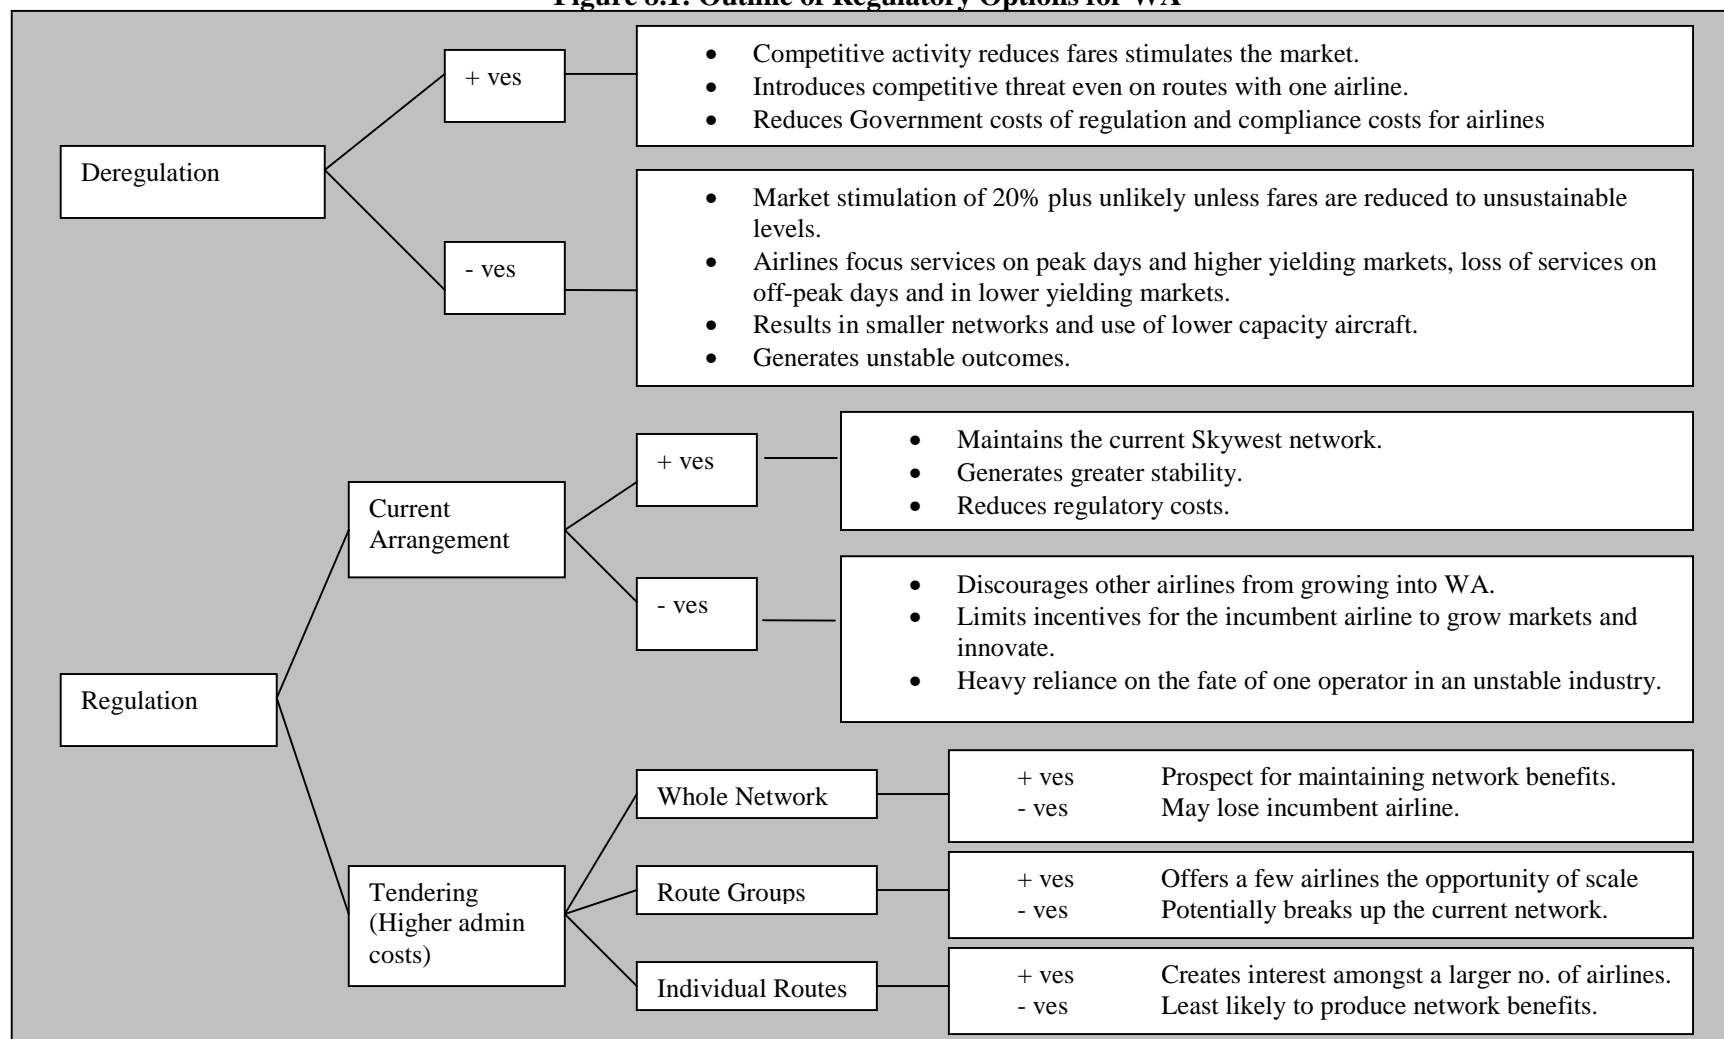 Figure 8.1: Outline of Regulatory Options for WA
Deregulation
+ ves
• Competitive activity reduces fares stimulates the market.
• Introduces competitive threat even on routes with one airline.
• Reduces Government costs of regulation and compliance costs for airlines
- ves
• Market stimulation of 20% plus unlikely unless fares are reduced to unsustainable
levels.
• Airlines focus services on peak days and higher yielding markets, loss of services on
off-peak days and in lower yielding markets.
• Results in smaller networks and use of lower capacity aircraft.
• Generates unstable outcomes.
Regulation
Current
Arrangement
+ ves
• Maintains the current Skywest network.
• Generates greater stability.
• Reduces regulatory costs.
- ves
• Discourages other airlines from growing into WA.
• Limits incentives for the incumbent airline to grow markets and
innovate.
• Heavy reliance on the fate of one operator in an unstable industry.
Tendering
(Higher admin
costs)
Whole Network
+ ves Prospect for maintaining network benefits.
- ves May lose incumbent airline.
Route Groups
+ ves Offers a few airlines the opportunity of scale
- ves Potentially breaks up the current network.
Individual Routes
+ ves Creates interest amongst a larger no. of airlines.
- ves Least likely to produce network benefits.